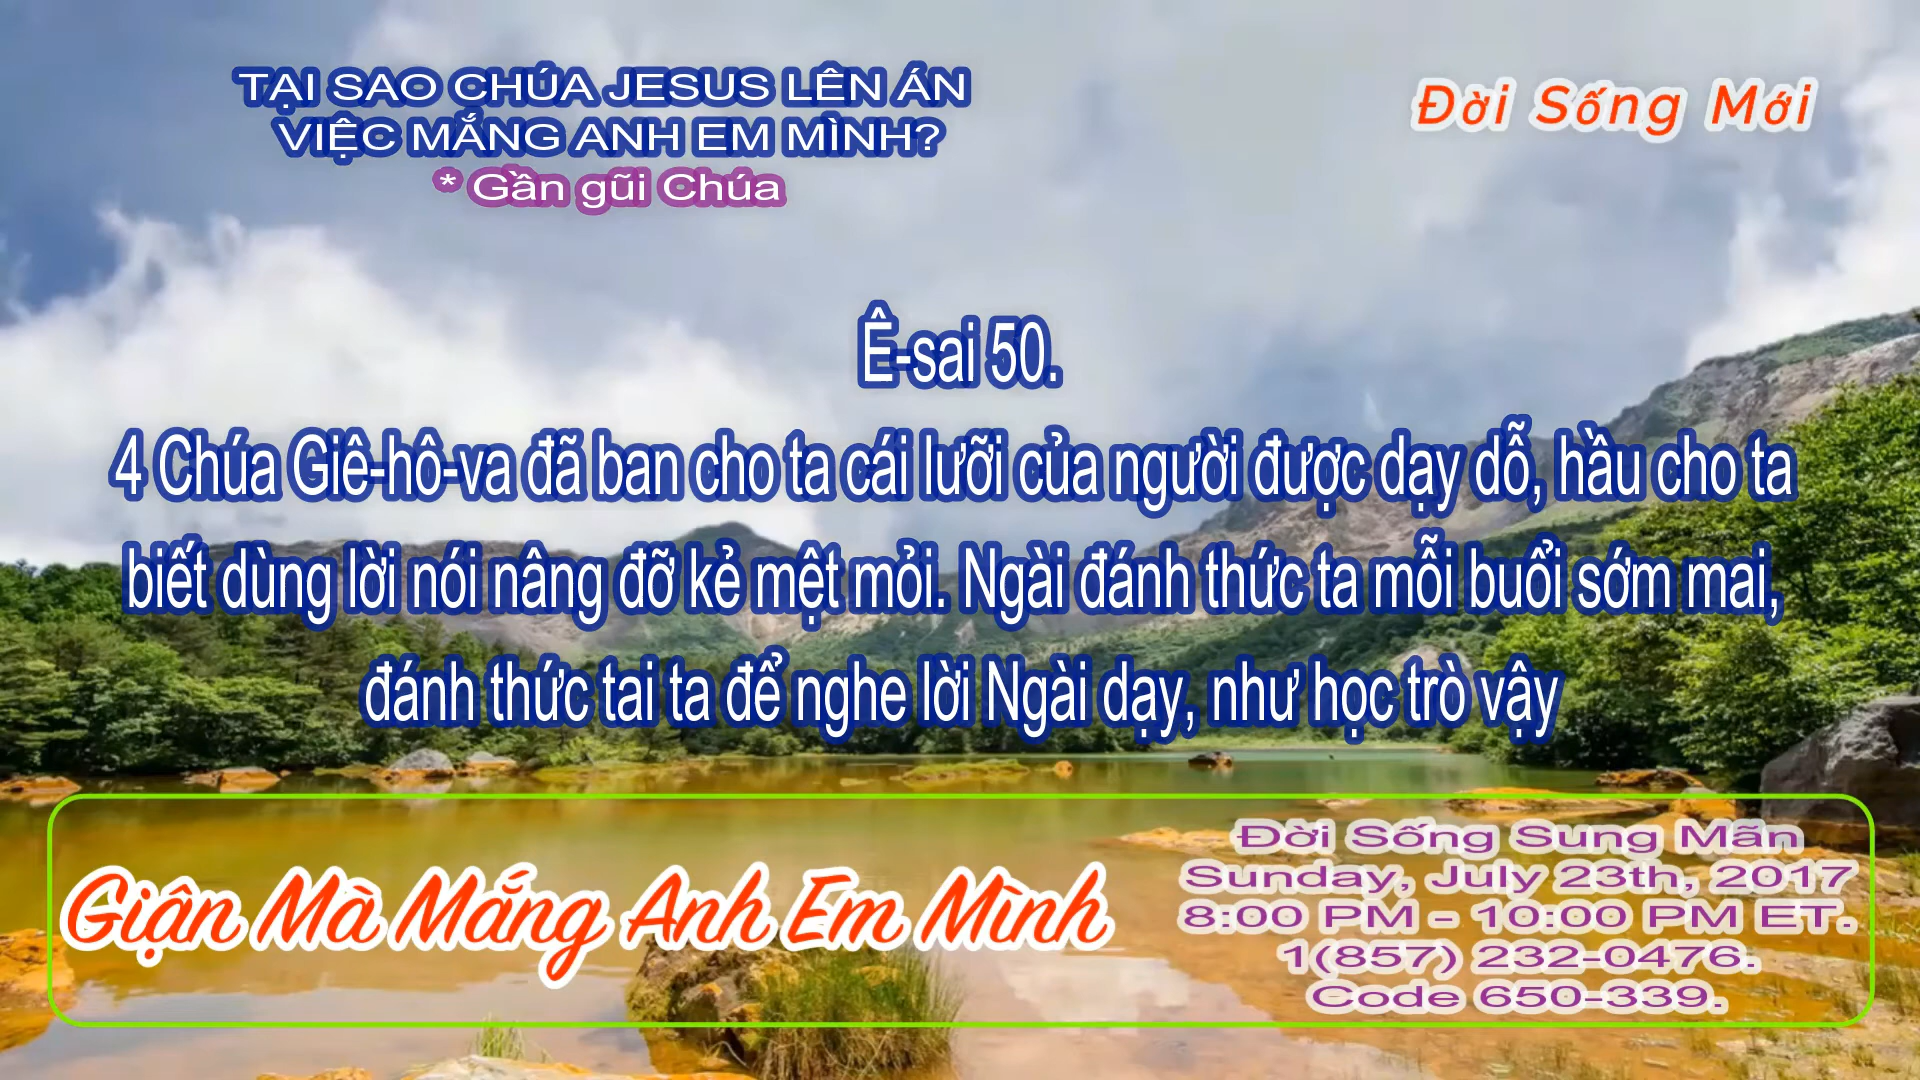 TẠI SAO CHÚA JESUS LÊN ÁN
VIỆC MẮNG ANH EM MÌNH?
* Gần gũi Chúa
Đời Sống Mới
Ê-sai 50.
4 Chúa Giê-hô-va đã ban cho ta cái lưỡi của người được dạy dỗ, hầu cho ta
biết dùng lời nói nâng đỡ kẻ mệt mỏi. Ngài đánh thức ta mỗi buổi sớm mai,
đánh thức tai ta để nghe lời Ngài dạy, như học trò vậy
Giận Mà Mắng Anh Em Mình
Đời Sống Sung Mãn
Sunday, July 23th, 2017
8:00 PM – 10:00 PM ET.
1(857) 232-0476.
Code 650-339.